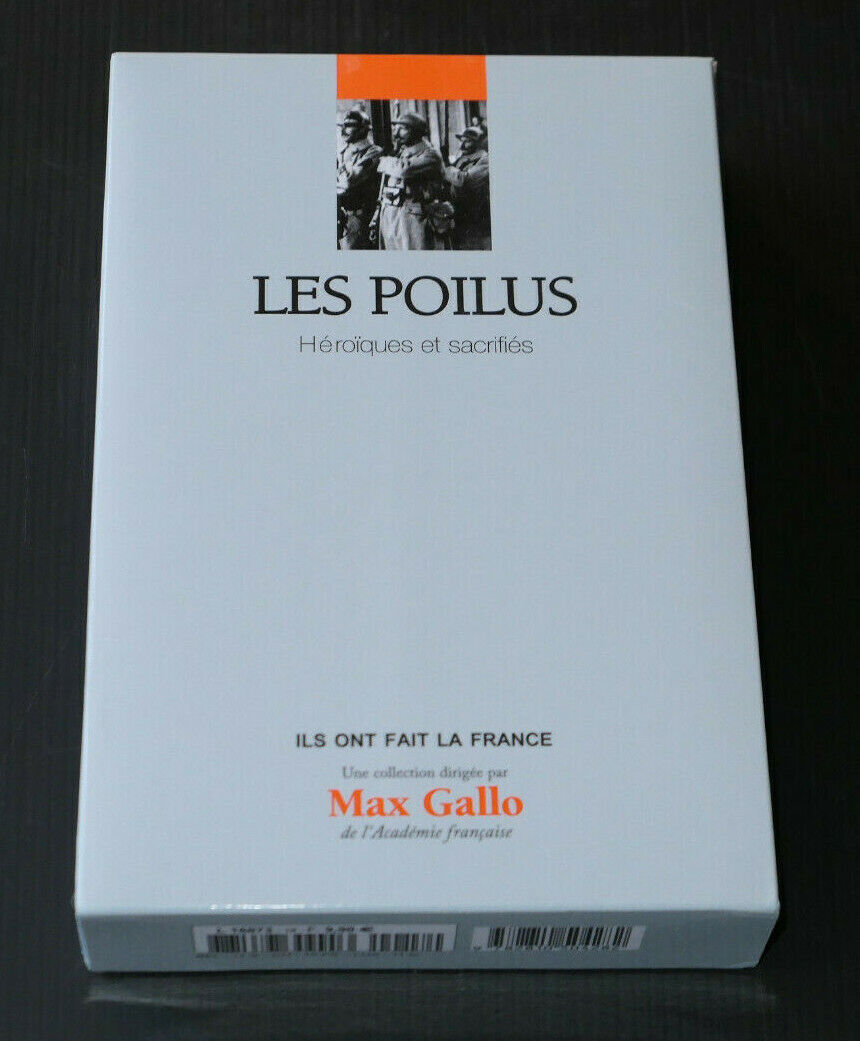 LES POILUS
Héroïques et sacrifiés
ILS ONT FAIT LA FRANCE
Une collection dirigée par
Max Gallo
de l'Académie française